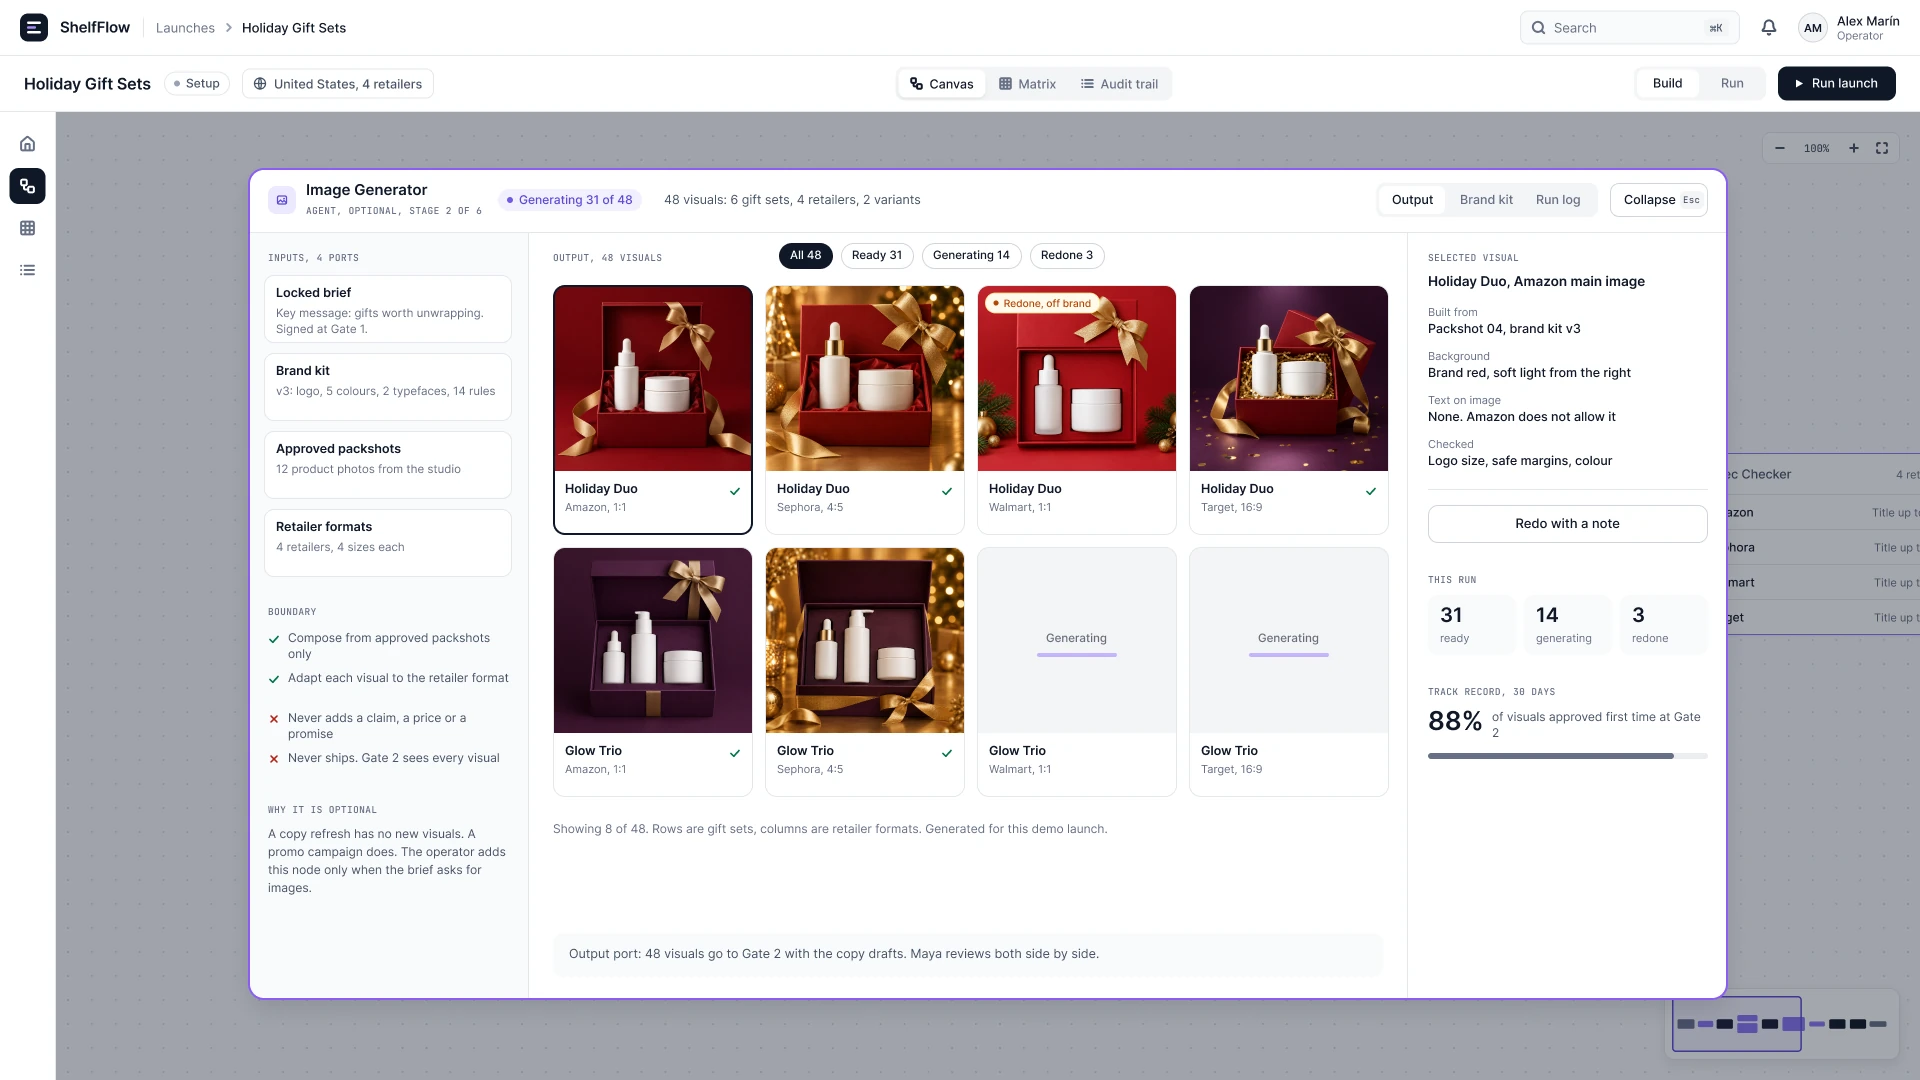 ShelfFlow
Launches
Holiday Gift Sets
Search
⌘K
AM
Alex Marín
Operator
Holiday Gift Sets
Setup
United States, 4 retailers
Canvas
Matrix
Audit trail
Build
Run
Run launch
100%
Image Generator
AGENT, OPTIONAL, STAGE 2 OF 6
Generating 31 of 48
48 visuals: 6 gift sets, 4 retailers, 2 variants
Output
Brand kit
Run log
Collapse
Esc
INPUTS, 4 PORTS
Locked brief
Key message: gifts worth unwrapping.
Signed at Gate 1.
Brand kit
v3: logo, 5 colours, 2 typefaces, 14 rules
Approved packshots
12 product photos from the studio
Retailer formats
4 retailers, 4 sizes each
BOUNDARY
Compose from approved packshots
only
Adapt each visual to the retailer format
Never adds a claim, a price or a
promise
Never ships. Gate 2 sees every visual
WHY IT IS OPTIONAL
A copy refresh has no new visuals. A
promo campaign does. The operator adds
this node only when the brief asks for
images.
OUTPUT, 48 VISUALS
All 48
Ready 31
Generating 14
Redone 3
Holiday Duo
Amazon, 1:1
Holiday Duo
Sephora, 4:5
Redone, off brand
Holiday Duo
Walmart, 1:1
Holiday Duo
Target, 16:9
Glow Trio
Amazon, 1:1
Glow Trio
Sephora, 4:5
Generating
Glow Trio
Walmart, 1:1
Generating
Glow Trio
Target, 16:9
Showing 8 of 48. Rows are gift sets, columns are retailer formats. Generated for this demo launch.
Output port: 48 visuals go to Gate 2 with the copy drafts. Maya reviews both side by side.
SELECTED VISUAL
Holiday Duo, Amazon main image
Built from
Packshot 04, brand kit v3
Background
Brand red, soft light from the right
Text on image
None. Amazon does not allow it
Checked
Logo size, safe margins, colour
Redo with a note
THIS RUN
31
ready
14
generating
3
redone
TRACK RECORD, 30 DAYS
88%
of visuals approved first time at Gate
2
Checker
Title up
Title up
Title up
Title up